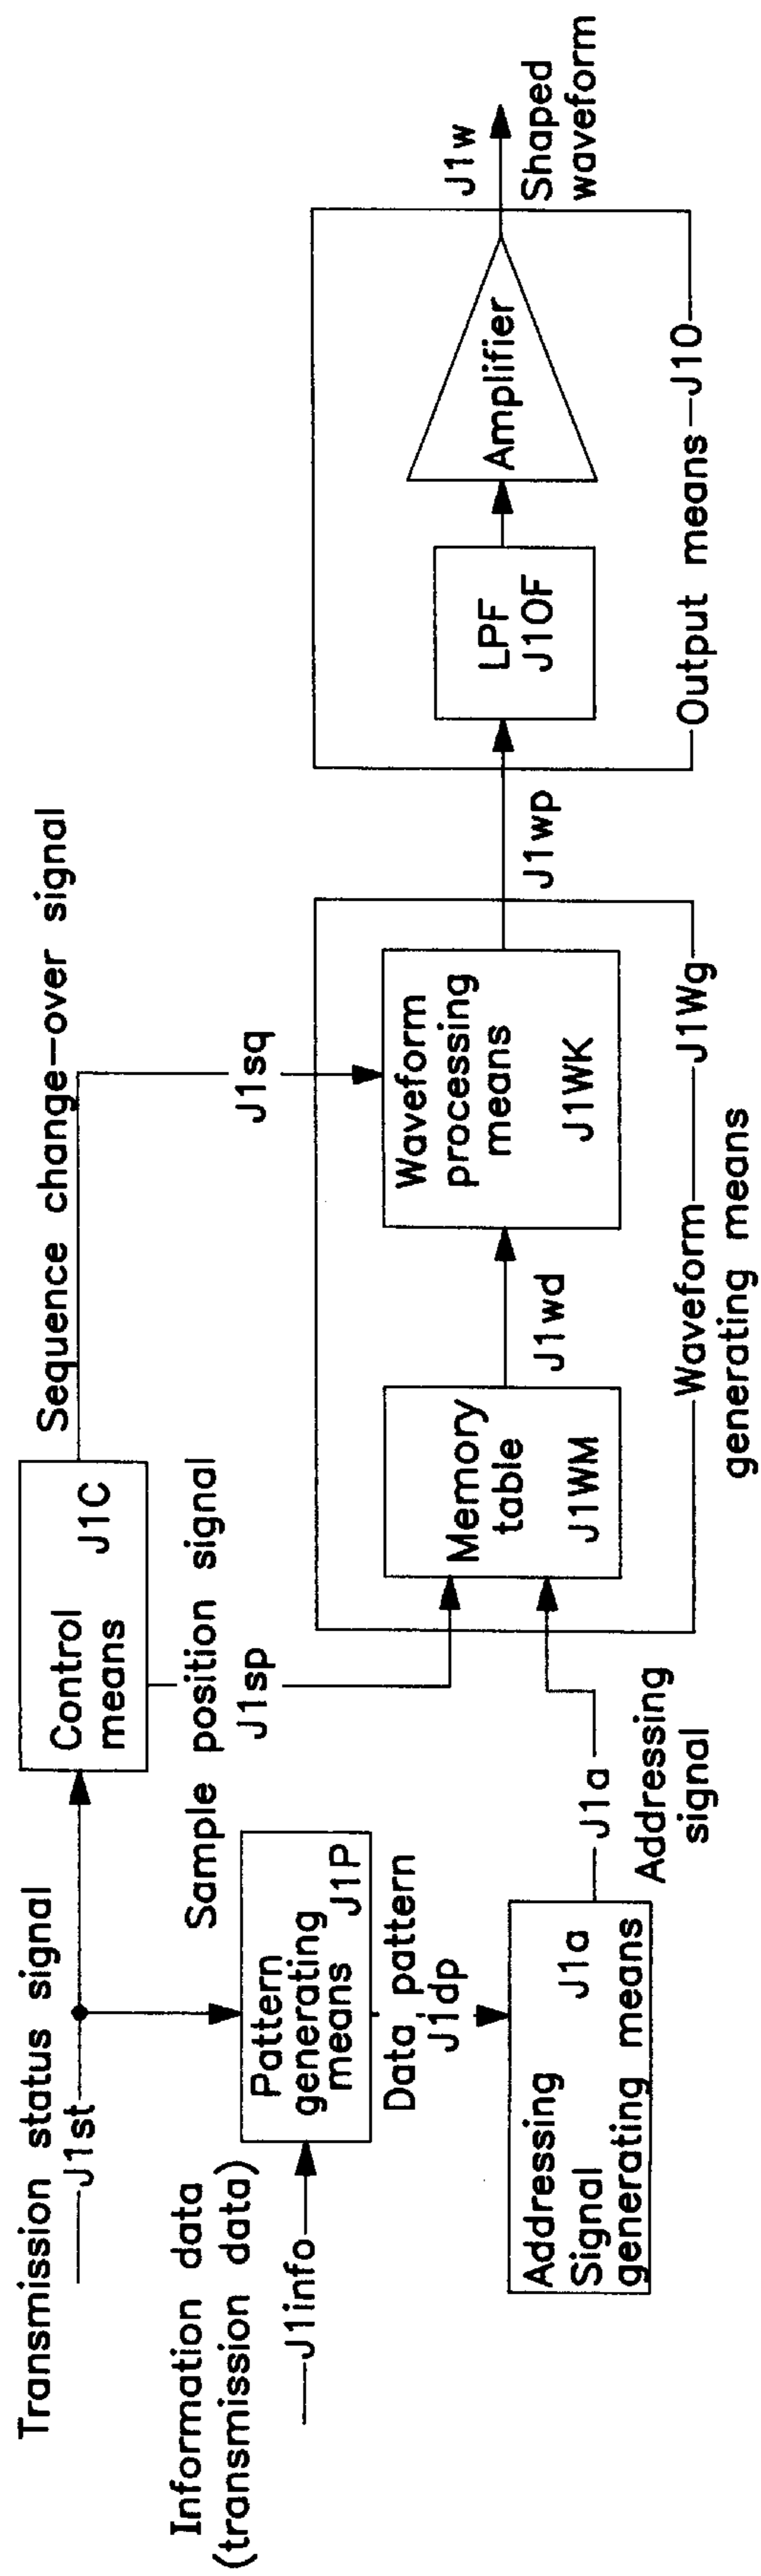 Transmission status signal
J1st
Information data
(transmission data)
J1info
Control
means
J1C
Pattern
generating
means
J1P
Data pattern
J1dp
Addressing
Signal
generating means
J1a
J1a
Addressing
signal
Sample position signal
J1sp
Sequence change-over signal
J1sq
Memory
table
J1WM
J1wd
Waveform
processing
means
J1WK
Waveform
generating means
J1Wg
J1wp
LPF
J1OF
Amplifier
Output means
J1O
J1w
Shaped
waveform